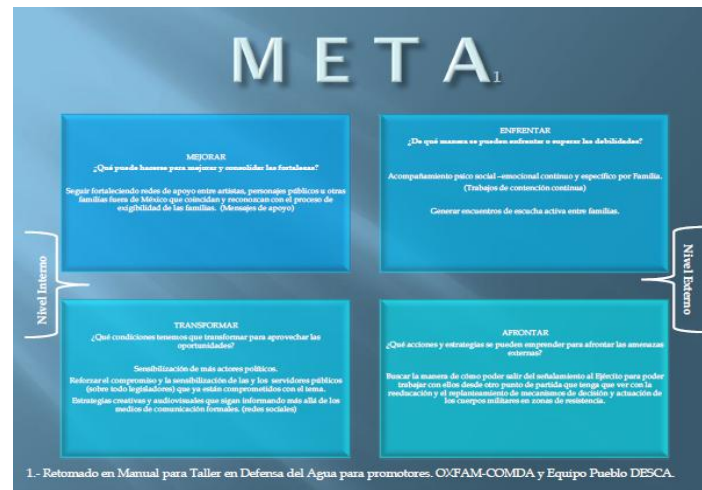 META1
MEJORAR
¿Qué puede hacerse para mejorar y consolidar las fortaleza?
Seguir fortaleciendo redes de apoyo entre artistas, personajes públicos u otras
familias fuera de México que coincidan y reconozcan con el proceso de
exigibilidad de las familias. (Mensajes de apoyo)
ENFRENTAR
¿De qué manera se pueden enfrentar o superar las debilidades?
Acompañamiento psico social –emocional continuo y especifico por Familia.
(Trabajos de contención continua)
Generar encuentros de escucha activa entre familias.
Nivel Interno
Nivel Externo
TRANSFORMAR
¿Qué condiciones tenemos que transformar para aprovechar las
oportunidades?
Sensibilización de más actores políticos.
Reforzar el compromiso y la sensibilización de las y los servidores públicos
(sobre todo legisladores) que ya están comprometidos con el tema.
Estrategias creativas y audiovisuales que sigan informando más allá de los
medios de comunicación formales. (redes sociales)
AFRONTAR
¿Qué acciones y estrategias se pueden emprender para afrontar las amenazas
externas?
Buscar la manera de cómo poder salir del señalamiento al Ejército para poder
trabajar con ellos desde otro punto de partida que tenga que ver con la
reeducación y el replanteamiento de mecanismos de decisión y actuación de
los cuerpos militares en zonas de resistencia.
1.- Retomado en Manual para Taller en Defensa del Agua para promotores. OXFAM-COMDA y Equipo Pueblo DESCA.